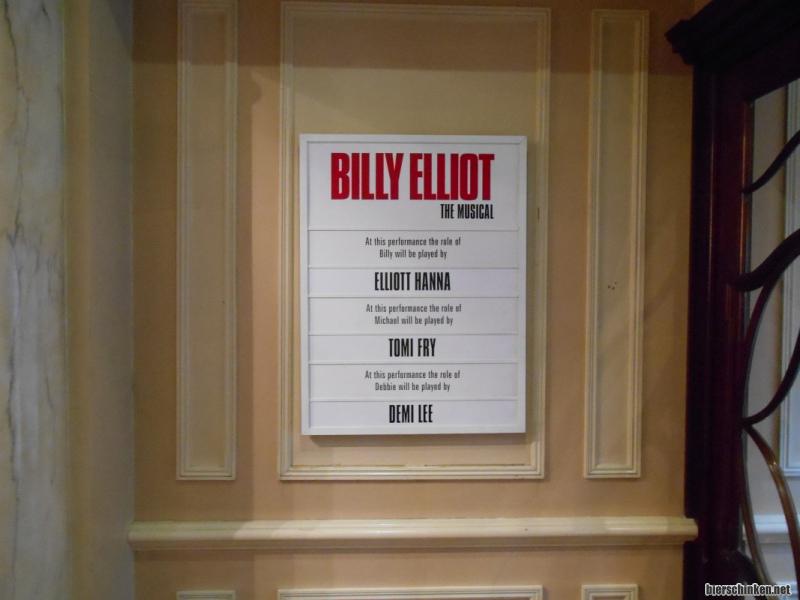 BILLY ELLIOT
THE MUSICAL
At this performance the role of
Billy will be played by
ELLIOTT HANNA
At this performance the role of
Michael will be played by
TOMI FRY
At this performance the role of
Debbie will be played by
DEMI LEE
bierschinken.net